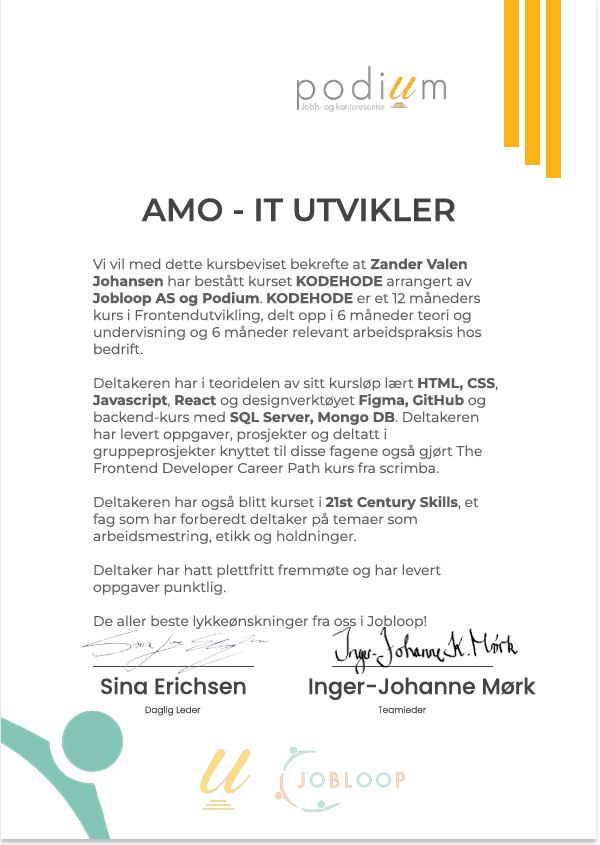 podium
Jobb- og karrieresenter
AMO - IT UTVIKLER
Vi vil med dette kursbeviset bekrefte at Zander Valen
Johansen har bestått kurset KODEHODE arrangert av
Jobloop AS og Podium. KODEHODE er et 12 måneders
kurs i Frontendutvikling, delt opp i 6 måneder teori og
undervisning og 6 måneder relevant arbeidspraksis hos
bedrift.
Deltakeren har i teoridelen av sitt kursløp lært HTML, CSS,
Javascript, React og designverktøyet Figma, GitHub og
backend-kurs med SQL Server, Mongo DB. Deltakeren
har levert oppgaver, prosjekter og deltatt i
gruppeprosjekter knyttet til disse fagene også gjørt The
Frontend Developer Career Path kurs fra scrimba.
Deltakeren har også blitt kurset i 21st Century Skills, et
fag som har forberedt deltaker på temaer som
arbeidsmestring, etikk og holdninger.
Deltaker har hatt plettfritt fremmøte og har levert
oppgaver punktlig.
De aller beste lykkeønskninger fra oss i Jobloop!
Inger-Johanne K. Mørk
Sina Erichsen
Inger-Johanne Mørk
Daglig Leder
Teamleder
JOBLOOP